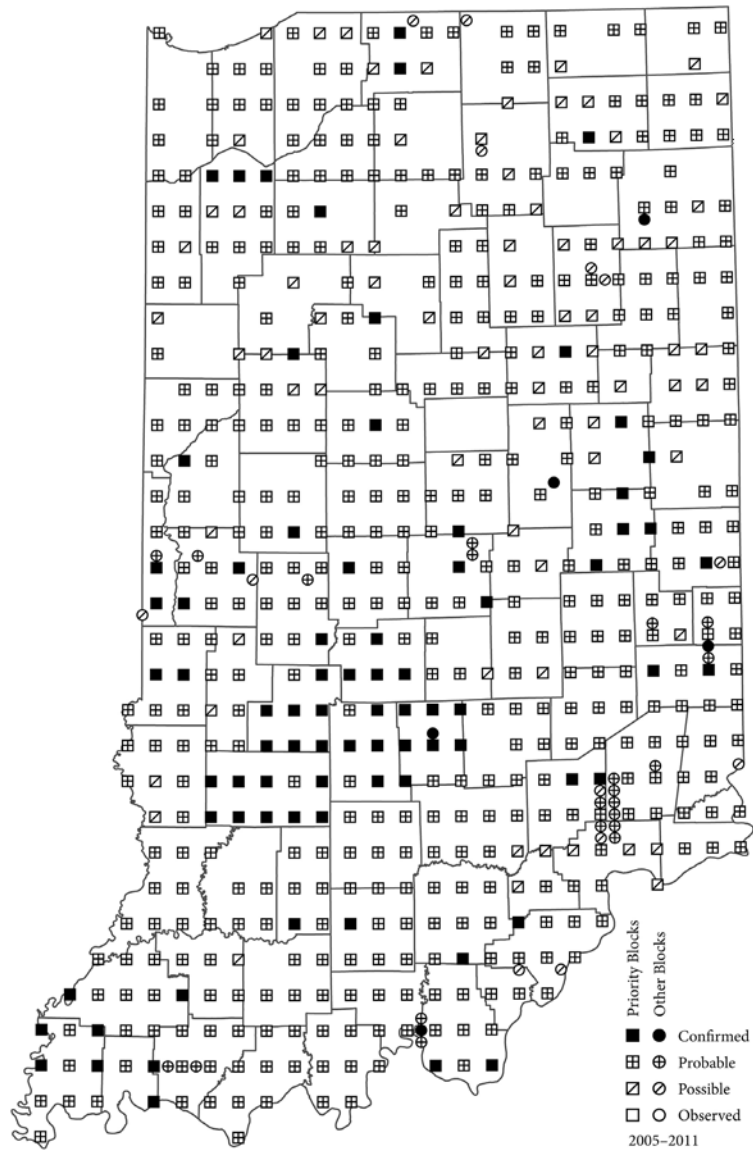 Priority Blocks
Other Blocks
Confirmed
Probable
Possible
Observed
2005–2011